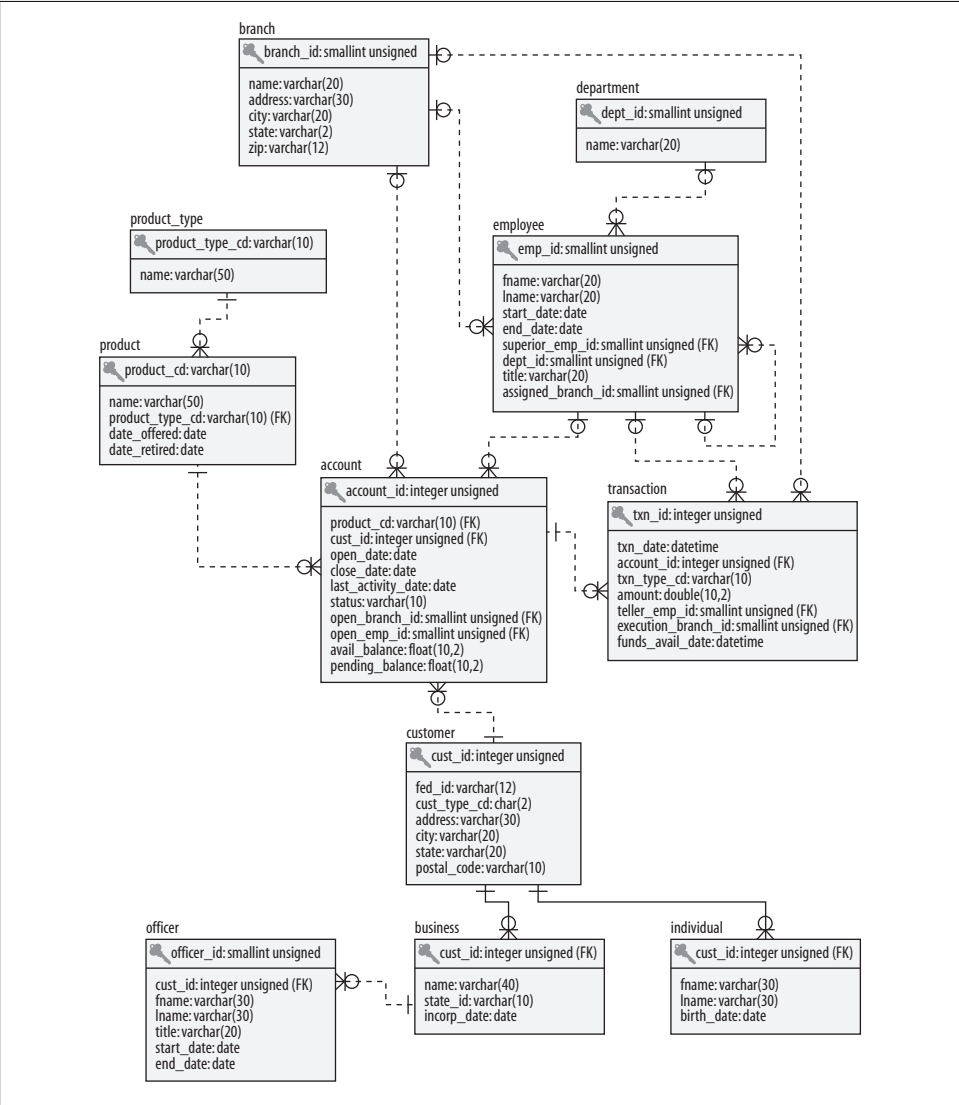 branch
branch_id: smallint unsigned
name: varchar(20)
address: varchar(30)
city: varchar(20)
state: varchar(2)
zip: varchar(12)
department
dept_id: smallint unsigned
name: varchar(20)
product_type
product_type_cd: varchar(10)
name: varchar(50)
employee
emp_id: smallint unsigned
fname: varchar(20)
lname: varchar(20)
start_date: date
end_date: date
superior_emp_id: smallint unsigned (FK)
dept_id: smallint unsigned (FK)
title: varchar(20)
assigned_branch_id: smallint unsigned (FK)
product
product_cd: varchar(10)
name: varchar(50)
product_type_cd: varchar(10) (FK)
date_offered: date
date_retired: date
account
account_id: integer unsigned
product_cd: varchar(10) (FK)
cust_id: integer unsigned (FK)
open_date: date
close_date: date
last_activity_date: date
status: varchar(10)
open_branch_id: smallint unsigned (FK)
open_emp_id: smallint unsigned (FK)
avail_balance: float(10,2)
pending_balance: float(10,2)
transaction
txn_id: integer unsigned
txn_date: datetime
account_id: integer unsigned (FK)
txn_type_cd: varchar(10)
amount: double(10,2)
teller_emp_id: smallint unsigned (FK)
execution_branch_id: smallint unsigned (FK)
funds_avail_date: datetime
customer
cust_id: integer unsigned
fed_id: varchar(12)
cust_type_cd: char(2)
address: varchar(30)
city: varchar(20)
state: varchar(20)
postal_code: varchar(10)
officer
officer_id: smallint unsigned
cust_id: integer unsigned (FK)
fname: varchar(30)
lname: varchar(30)
title: varchar(20)
start_date: date
end_date: date
business
cust_id: integer unsigned (FK)
name: varchar(40)
state_id: varchar(10)
incorp_date: date
individual
cust_id: integer unsigned (FK)
fname: varchar(30)
lname: varchar(30)
birth_date: date